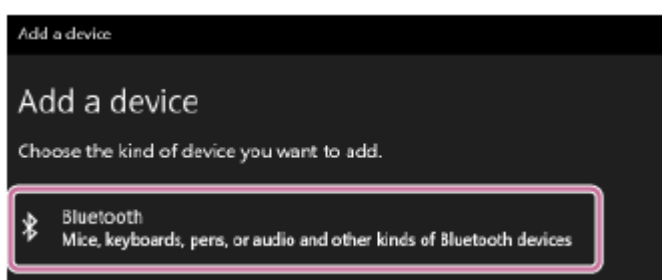 Add a device
Add a device
Choose the kind of device you want to add.
Bluetooth
Mice, keyboards, pens, or audio and other kinds of Bluetooth devices